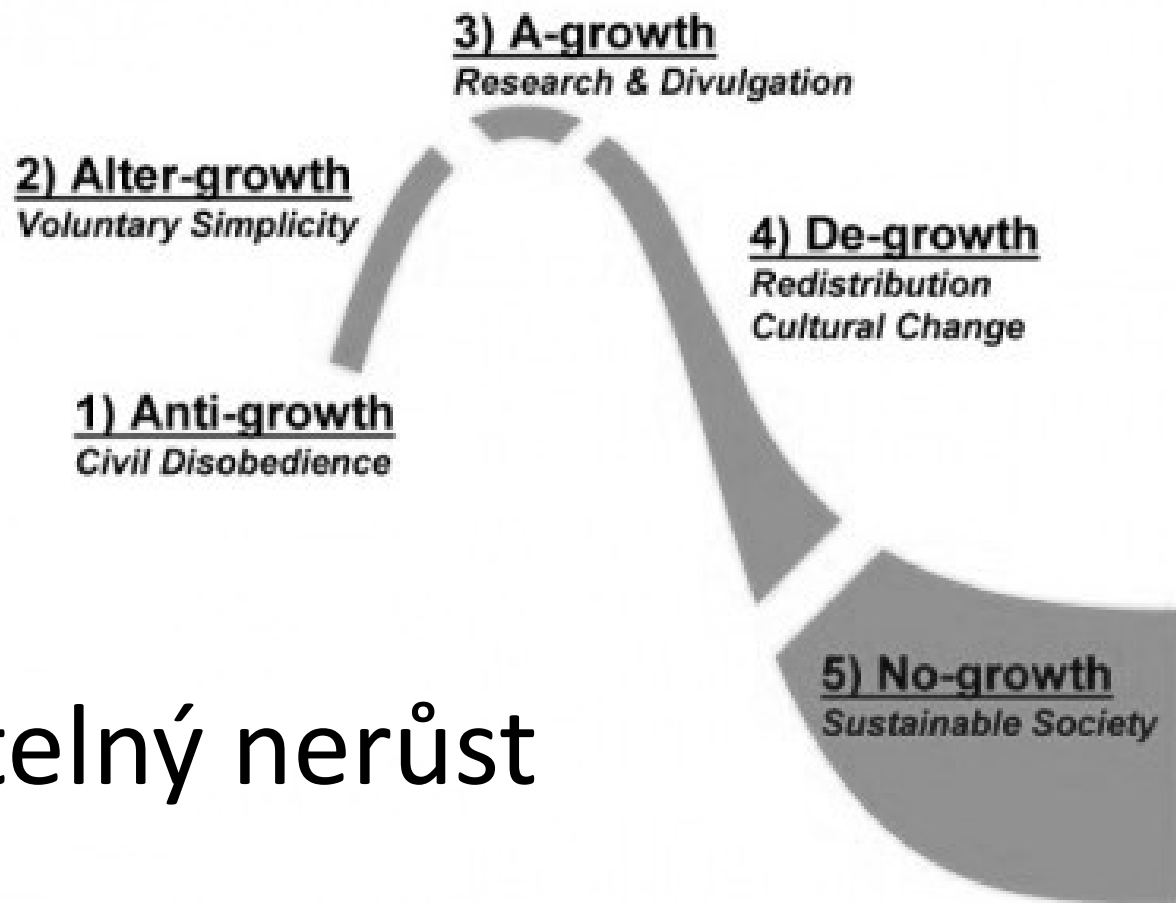 3) A-growth
Research & Divulgation
2) Alter-growth
Voluntary Simplicity
4) De-growth
Redistribution
Cultural Change
1) Anti-growth
Civil Disobedience
5) No-growth
Sustainable Society
telný nerůst